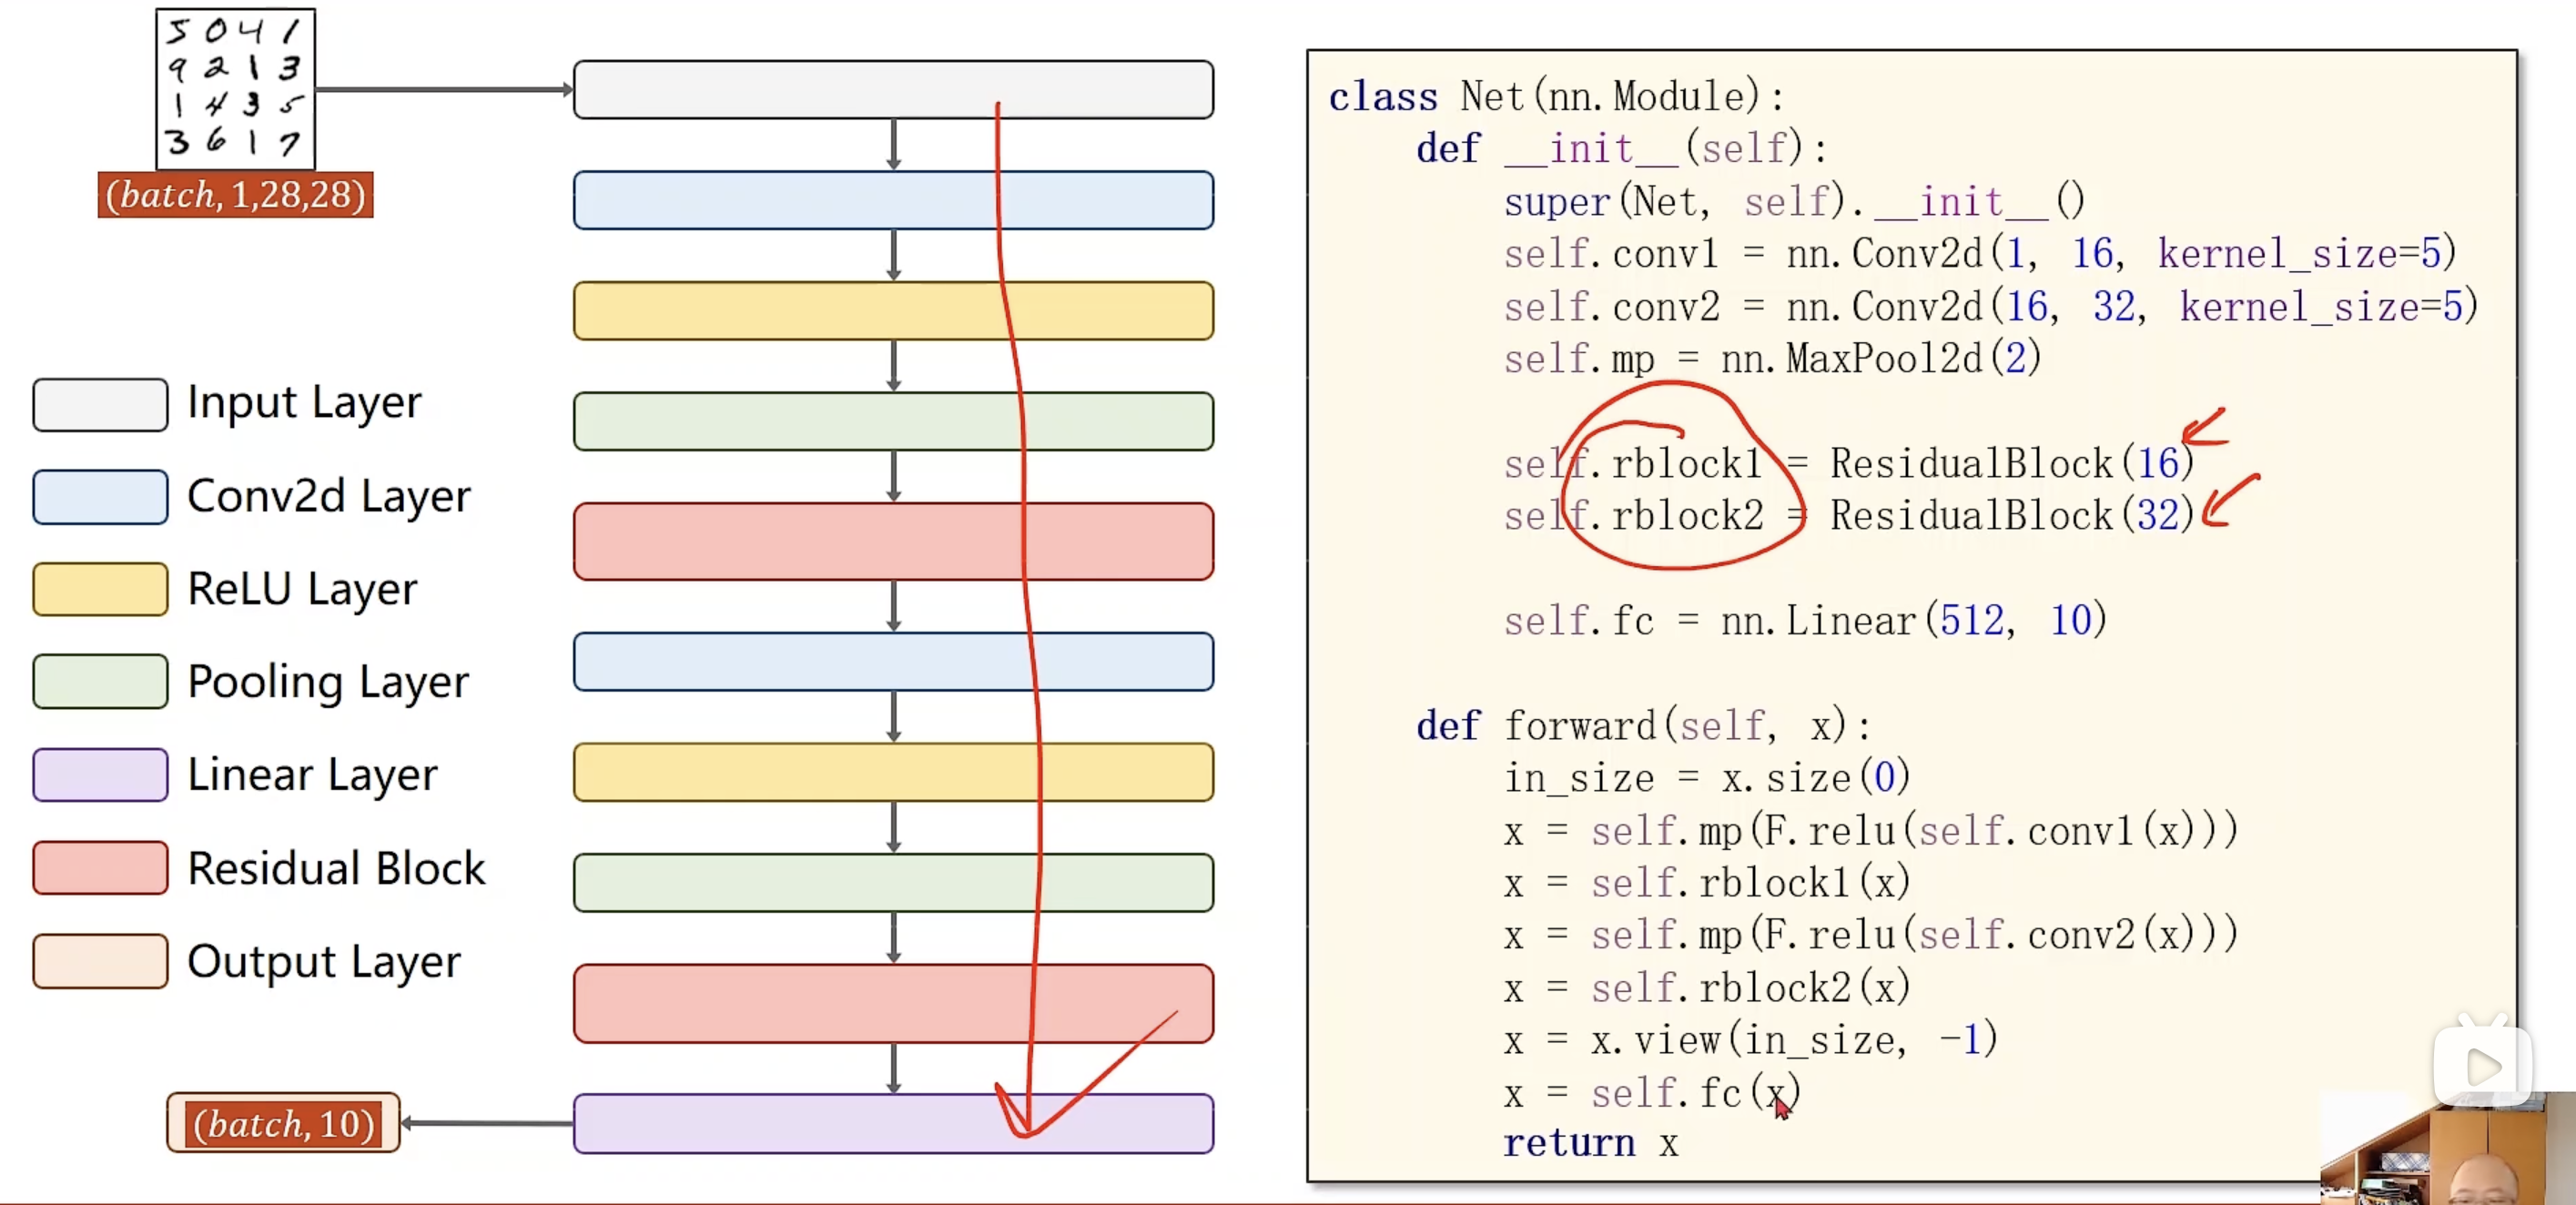 5 0 4 1
9 2 1 3
1 4 3 5
3 6 1 7
(batch, 1,28,28)
Input Layer
Conv2d Layer
ReLU Layer
Pooling Layer
Linear Layer
Residual Block
Output Layer
(batch, 10)
class Net(nn.Module):
def __init__(self):
super(Net, self).__init__()
self.conv1 = nn.Conv2d(1, 16, kernel_size=5)
self.conv2 = nn.Conv2d(16, 32, kernel_size=5)
self.mp = nn.MaxPool2d(2)
self.rblock1 = ResidualBlock(16)
self.rblock2 = ResidualBlock(32)
self.fc = nn.Linear(512, 10)
def forward(self, x):
in_size = x.size(0)
x = self.mp(F.relu(self.conv1(x)))
x = self.rblock1(x)
x = self.mp(F.relu(self.conv2(x)))
x = self.rblock2(x)
x = x.view(in_size, -1)
x = self.fc(x)
return x